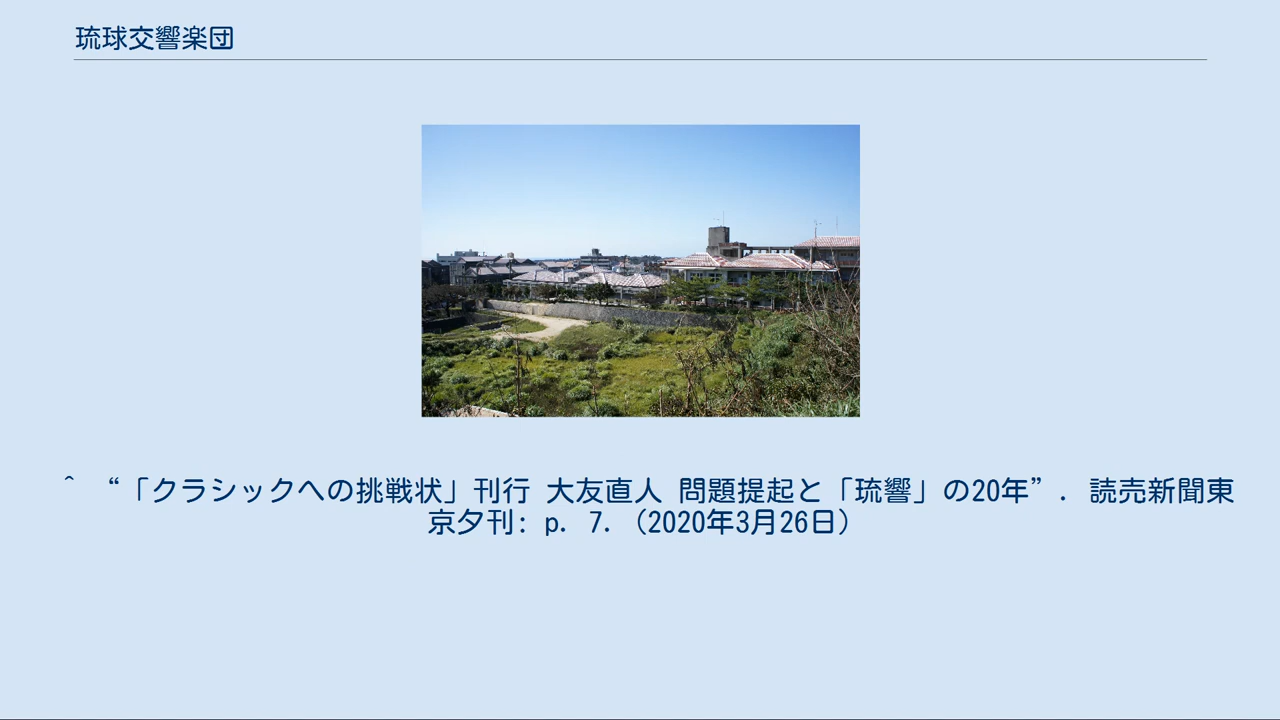 琉球交響楽団
^ “「クラシックへの挑戦状」刊行 大友直人 問題提起と「琉響」の20年”. 読売新聞東
京夕刊: p. 7. (2020年3月26日)